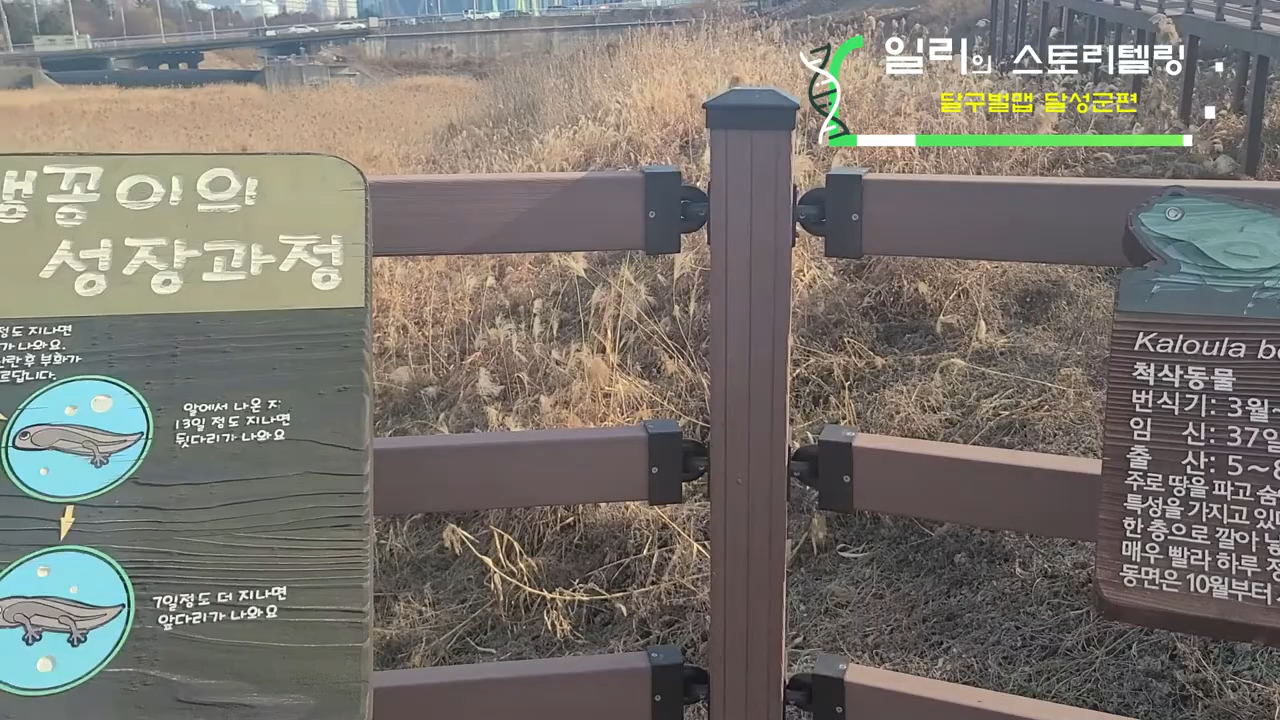 일리의 스토리텔링
달구벌맵 달성군편
꽁이의
성장과정
정도 지나면
가 나와요.
산란 후 부화가
알에서 나온 지
13일 정도 지나면
뒷다리가 나와요
7일정도 더 지나면
앞다리가 나와요
Kaloula
척삭동물
번식기: 3월
임 신: 37일
출 산: 5~8
주로 땅을 파고
특성을 가지고
한 층으로 깔아
매우 빨라 하루
동면은 10월부터